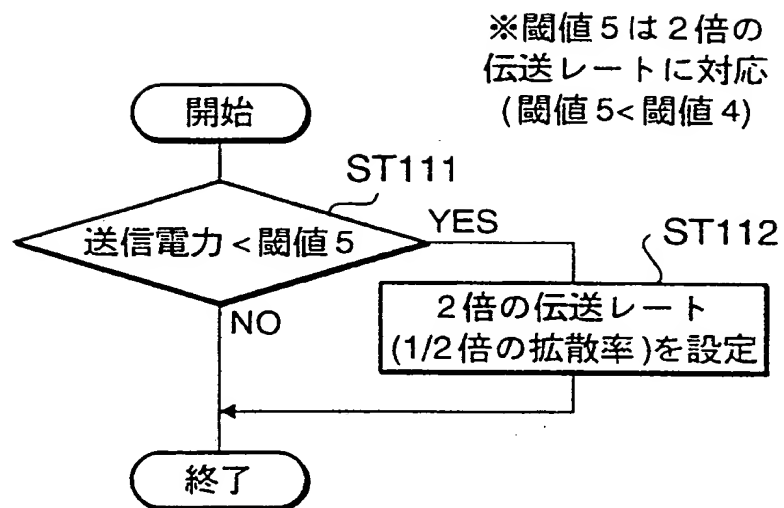 ※閾値5は2倍の
伝送レートに対応
(閾値5<閾値4)
開始
ST111
送信電力<閾値5
YES
ST112
2倍の伝送レート
(1/2倍の拡散率)を設定
NO
終了